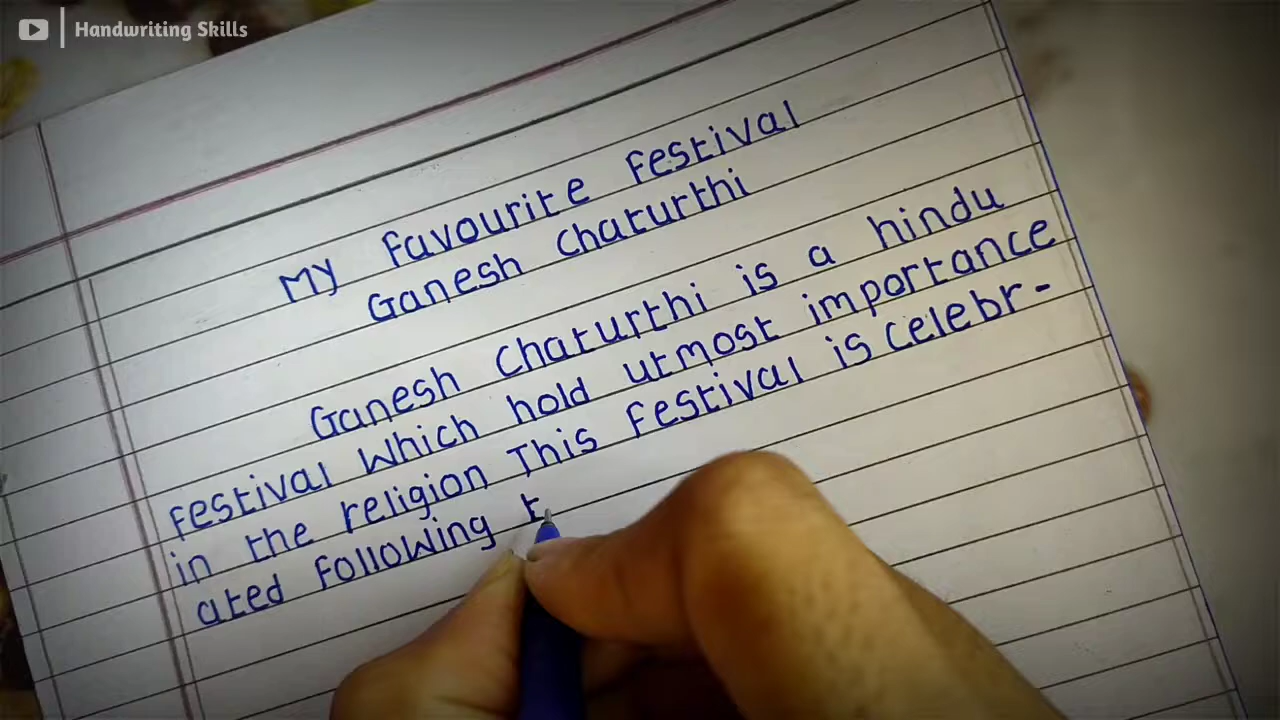 Handwriting Skills
My Favourite Festival
Ganesh Chaturthi
Ganesh Chaturthi is a hindu
Festival Which hold utmost importance
in the religion This Festival is celebr-
ated Following t